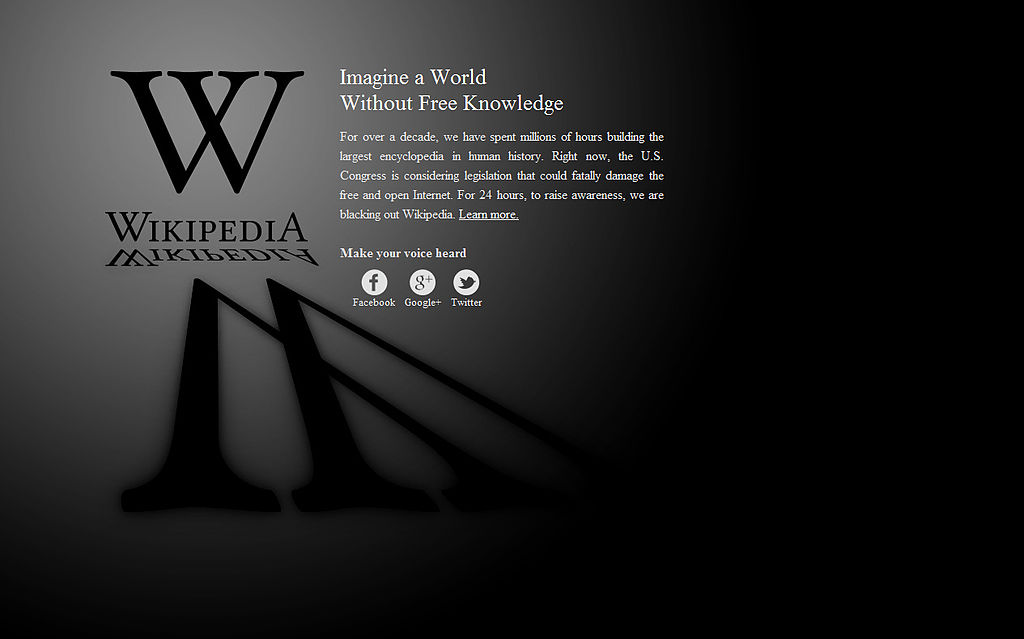 W
WIKIPEDIA
Imagine a World
Without Free Knowledge
For over a decade, we have spent millions of hours building the
largest encyclopedia in human history. Right now, the U.S.
Congress is considering legislation that could fatally damage the
free and open Internet. For 24 hours, to raise awareness, we are
blacking out Wikipedia. Learn more.
Make your voice heard
Facebook Google+ Twitter